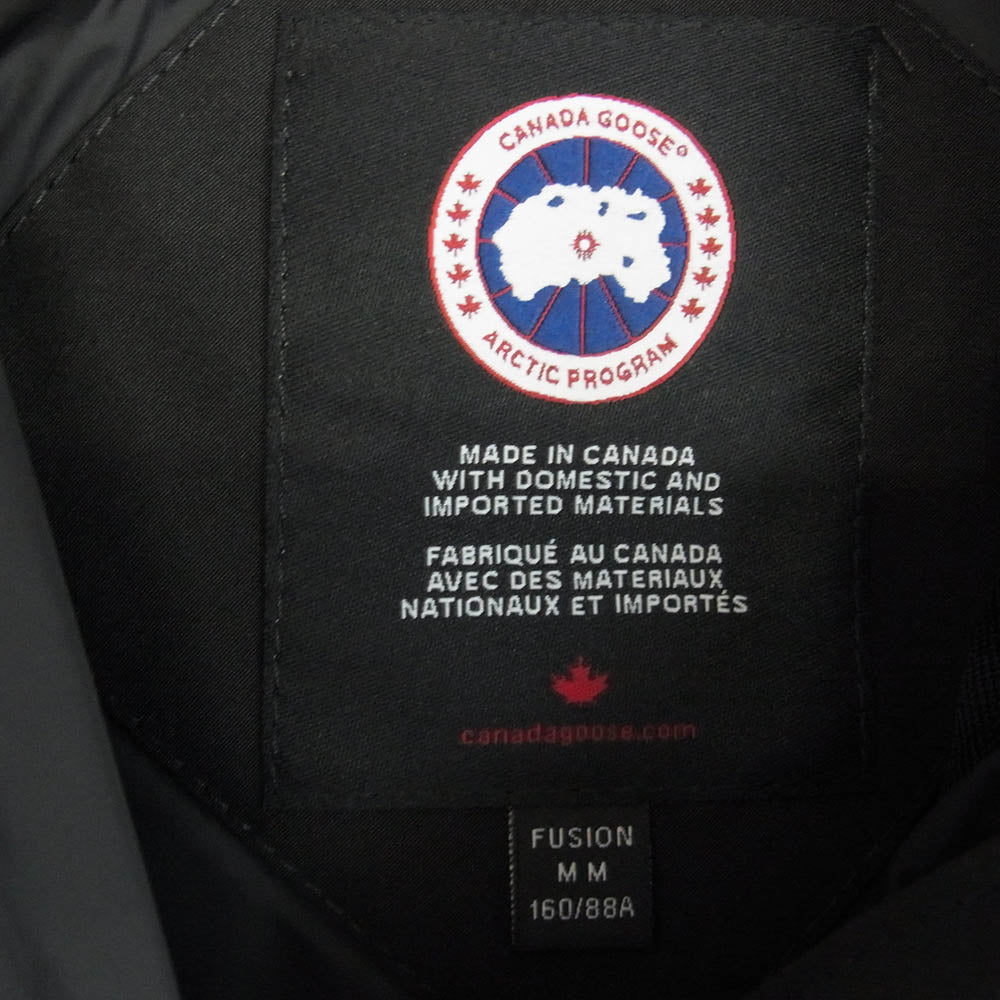 CANADA GOOSE®
ARCTIC PROGRAM
MADE IN CANADA
WITH DOMESTIC AND
IMPORTED MATERIALS
FABRIQUÉ AU CANADA
AVEC DES MATERIAUX
NATIONAUX ET IMPORTÉS
canadagoose.com
FUSION
M M
160/88A